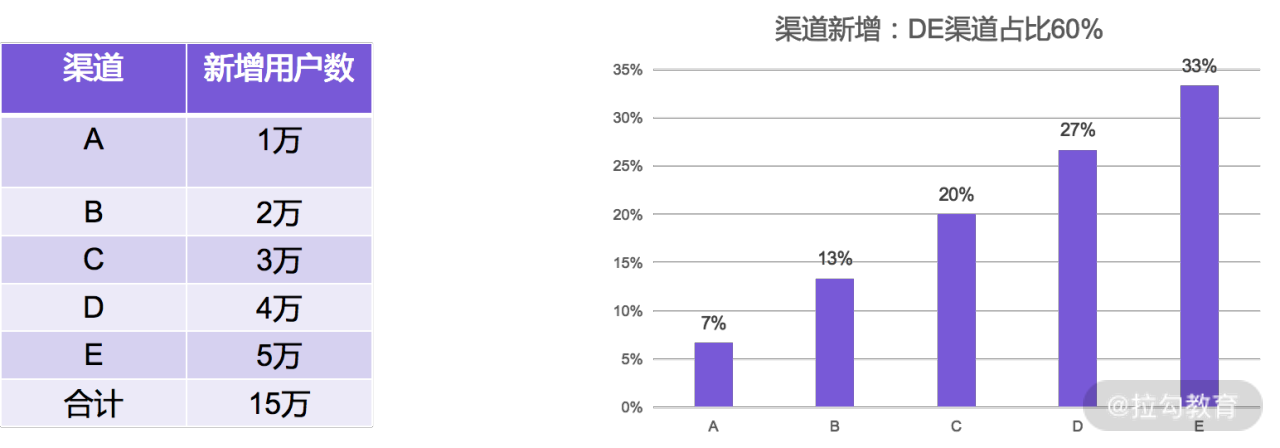 渠道 新增用户数
A 1万
B 2万
C 3万
D 4万
E 5万
合计 15万
渠道新增：DE渠道占比60%
35%
30%
25%
20%
15%
10%
5%
0%
7%
13%
20%
27%
33%
A B C D E
@拉勾教育